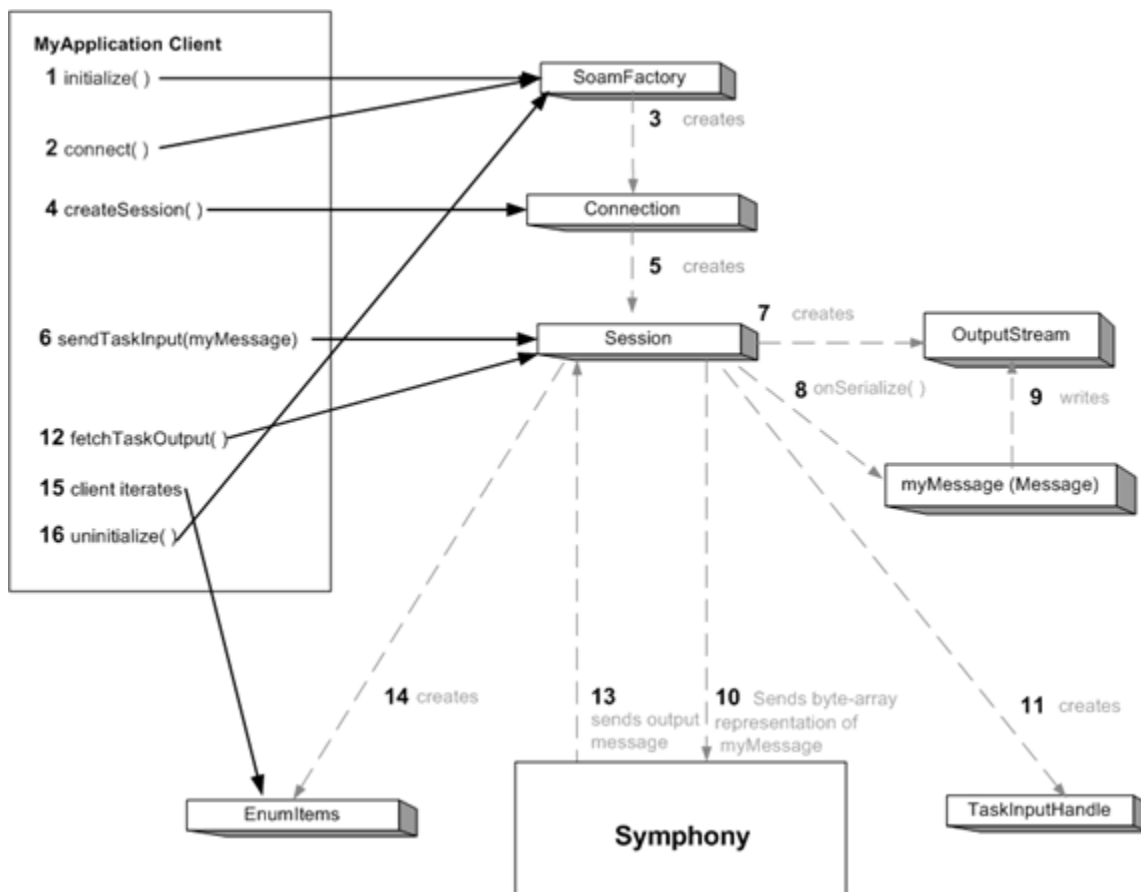 MyApplication Client
1 initialize( )
SoamFactory
3 creates
2 connect( )
4 createSession( )
Connection
5 creates
6 sendTaskInput(myMessage)
Session
7 creates
OutputStream
8 onSerialize( )
9 writes
12 fetchTaskOutput( )
myMessage (Message)
15 client iterates
16 uninitialize( )
14 creates
13
sends output
message
10 Sends byte-array
representation of
myMessage
11 creates
EnumItems
Symphony
TaskInputHandle